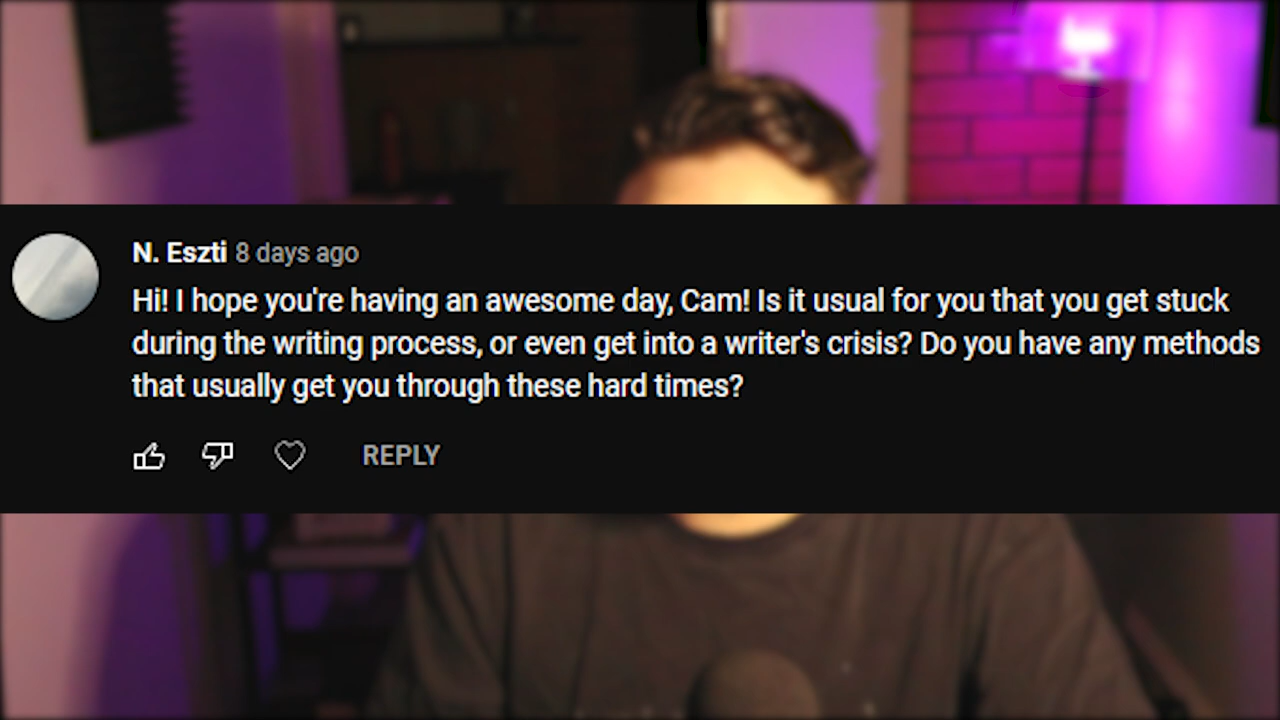 N. Eszti 8 days ago
Hi! I hope you're having an awesome day, Cam! Is it usual for you that you get stuck
during the writing process, or even get into a writer's crisis? Do you have any methods
that usually get you through these hard times?
REPLY